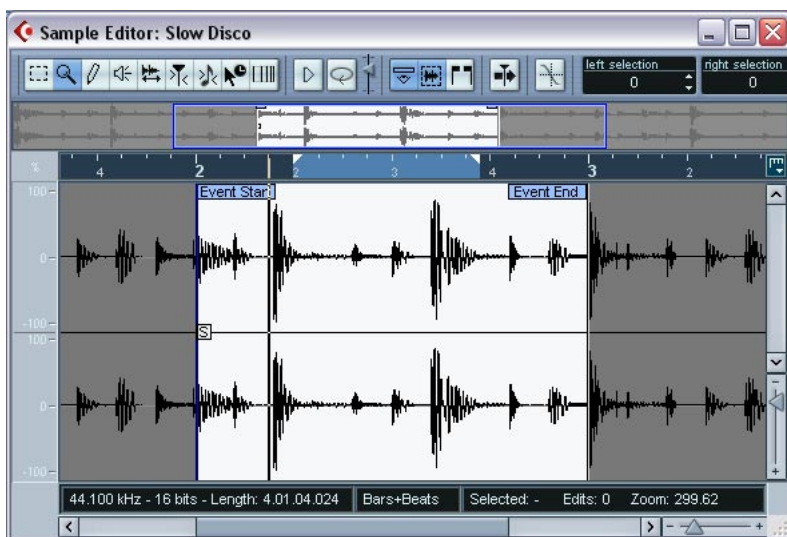 Sample Editor: Slow Disco
left selection
0
right selection
0
%
4
2
2
3
4
3
2
100
Event Start
Event End
0
-100
S
100
0
-100
44.100 kHz - 16 bits - Length: 4.01.04.024
Bars+Beats
Selected: -
Edits: 0
Zoom: 299.62